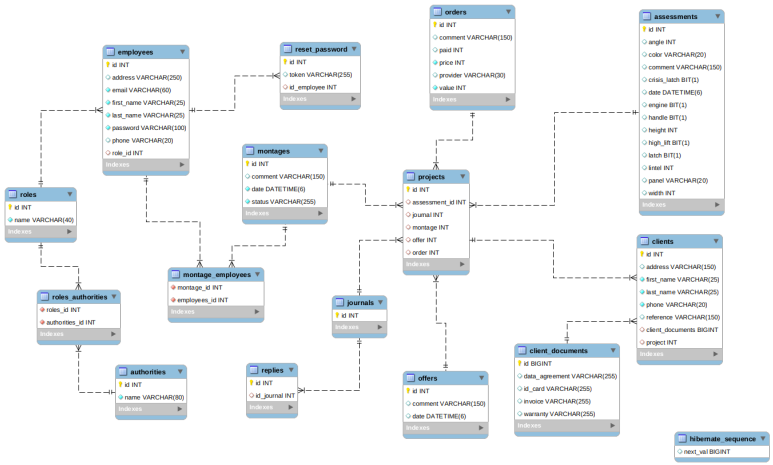 employees
id INT
address VARCHAR(250)
email VARCHAR(60)
first_name VARCHAR(25)
last_name VARCHAR(25)
password VARCHAR(100)
phone VARCHAR(20)
role_id INT
Indexes
reset_password
id INT
token VARCHAR(255)
id_employee INT
Indexes
orders
id INT
comment VARCHAR(150)
paid INT
price INT
provider VARCHAR(30)
value INT
Indexes
assessments
id INT
angle INT
color VARCHAR(20)
comment VARCHAR(150)
crisis_latch BIT(1)
date DATETIME(6)
engine BIT(1)
handle BIT(1)
height INT
high_lift BIT(1)
latch BIT(1)
lintel INT
panel VARCHAR(20)
width INT
Indexes
montages
id INT
comment VARCHAR(150)
date DATETIME(6)
status VARCHAR(255)
Indexes
projects
id INT
assessment_id INT
journal INT
montage INT
offer INT
order INT
Indexes
roles
id INT
name VARCHAR(40)
Indexes
clients
id INT
address VARCHAR(150)
first_name VARCHAR(25)
last_name VARCHAR(25)
phone VARCHAR(20)
reference VARCHAR(150)
client_documents BIGINT
project INT
Indexes
montage_employees
montage_id INT
employees_id INT
Indexes
roles_authorities
roles_id INT
authorities_id INT
Indexes
journals
id INT
Indexes
client_documents
id BIGINT
data_agreement VARCHAR(255)
id_card VARCHAR(255)
invoice VARCHAR(255)
warranty VARCHAR(255)
Indexes
authorities
id INT
name VARCHAR(80)
Indexes
replies
id INT
id_journal INT
Indexes
offers
id INT
comment VARCHAR(150)
date DATETIME(6)
Indexes
hibernate_sequence
next_val BIGINT
Indexes